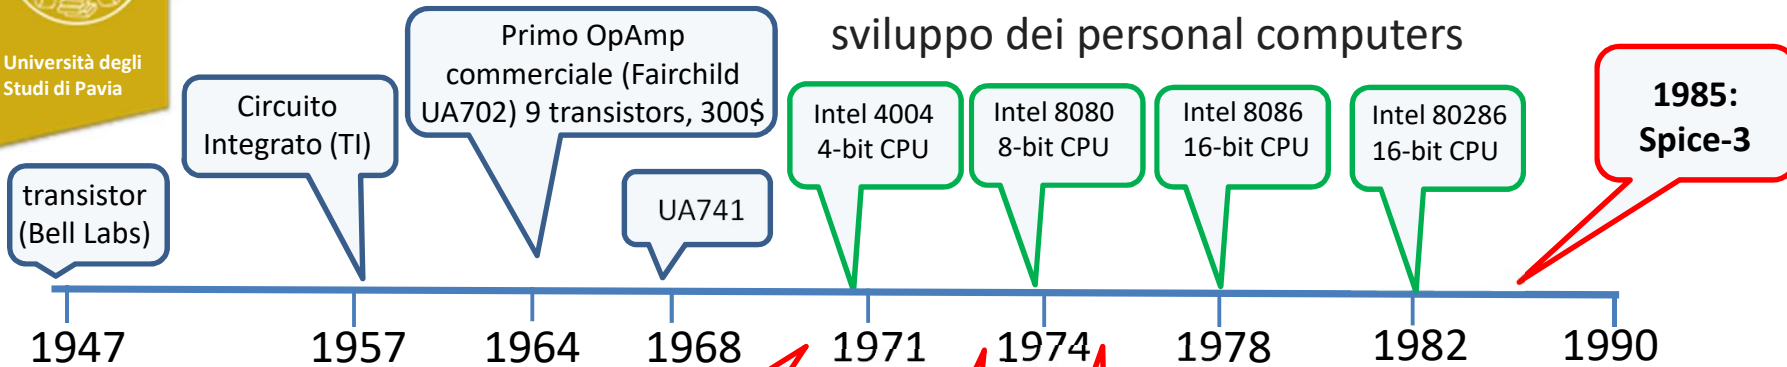 Università degli
Studi di Pavia
sviluppo dei personal computers
transistor
(Bell Labs)
Circuito
Integrato (TI)
Primo OpAmp
commerciale (Fairchild
UA702) 9 transistors, 300$
UA741
Intel 4004
4-bit CPU
Intel 8080
8-bit CPU
Intel 8086
16-bit CPU
Intel 80286
16-bit CPU
1985:
Spice-3
1947 1957 1964 1968 1971 1974 1978 1982 1990